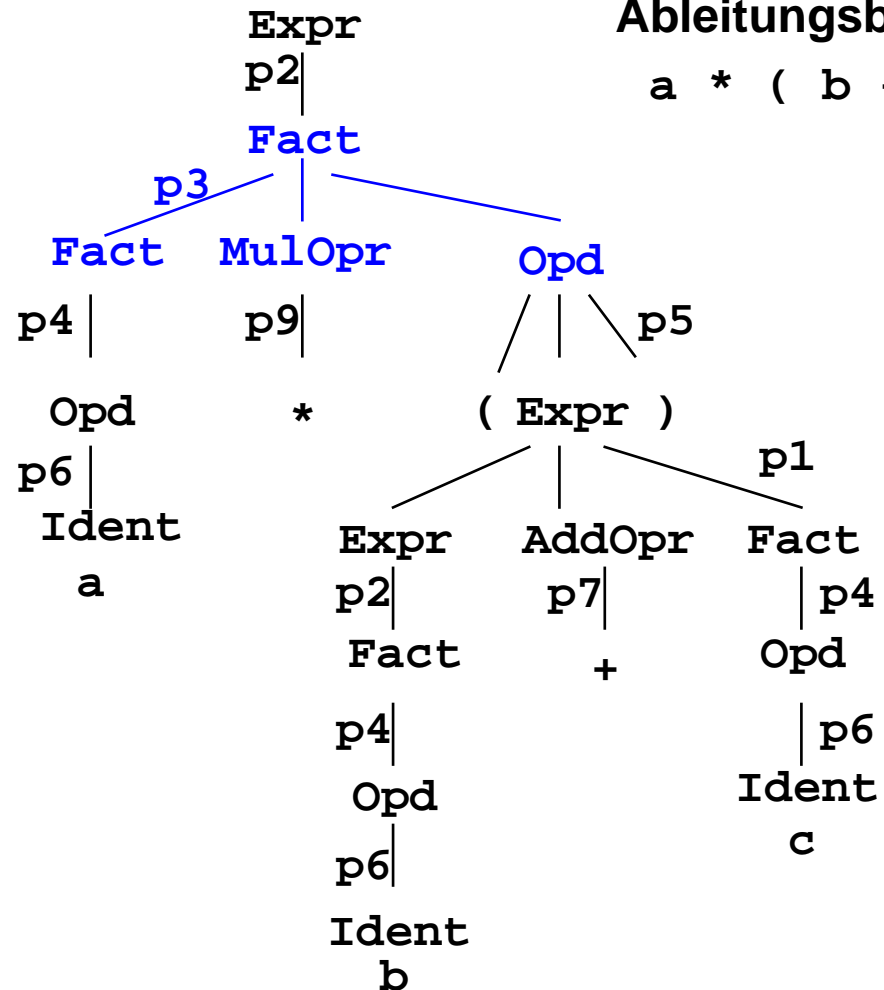 Expr
Ableitungsb
p2
a * ( b
Fact
p3
Fact MulOpr Opd
p4 p9 p5
Opd * ( Expr )
p6 p1
Ident Expr AddOpr Fact
a p2 p7 p4
Fact + Opd
p4 p6
Opd Ident
c
p6
Ident
b